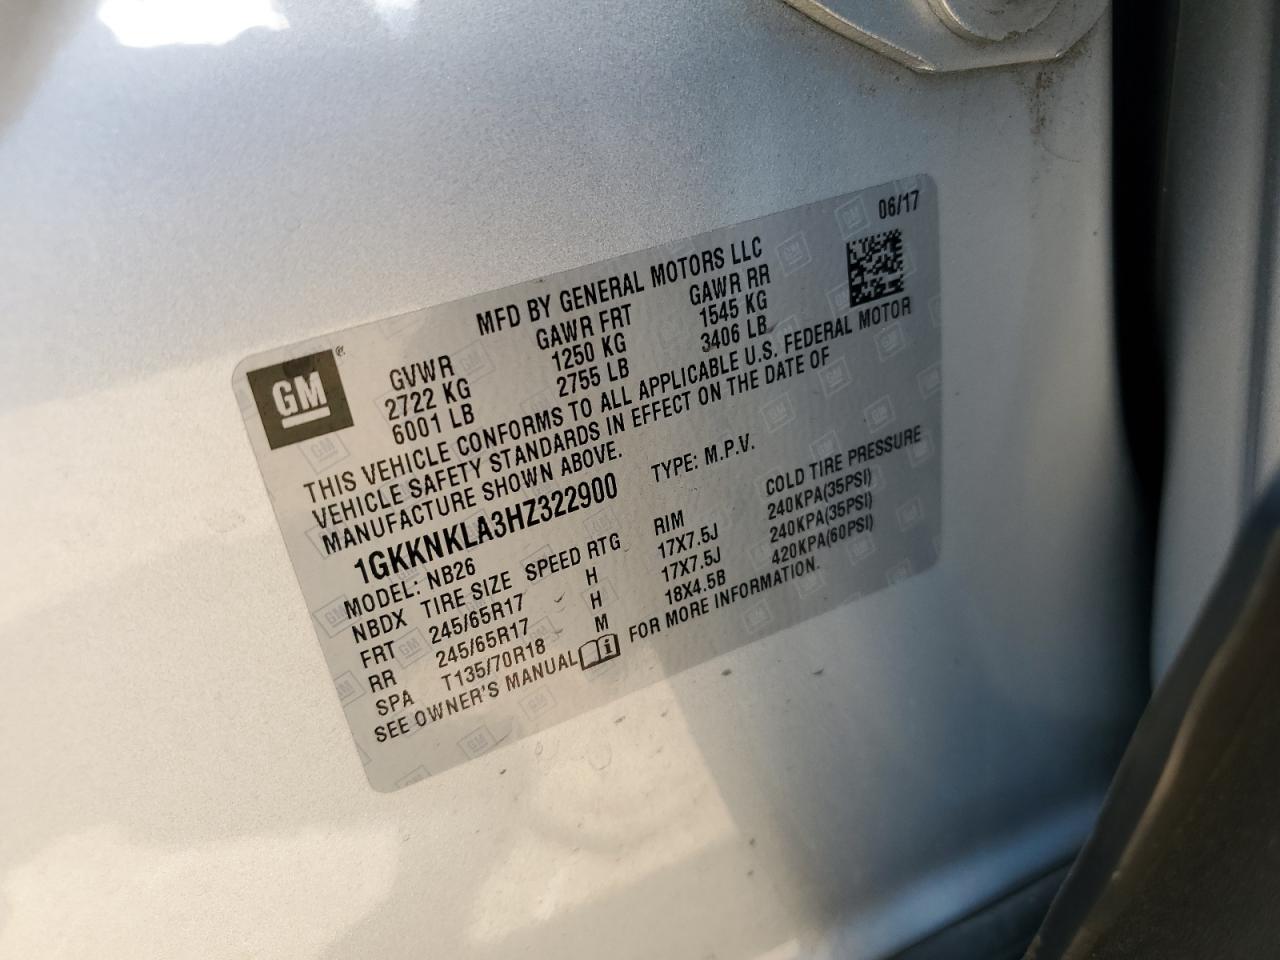 06/17
MFD BY GENERAL MOTORS LLC
GM®
GVWR GAWR FRT GAWR RR
2722 KG 1250 KG 1545 KG
6001 LB 2755 LB 3406 LB
THIS VEHICLE CONFORMS TO ALL APPLICABLE U.S. FEDERAL MOTOR
VEHICLE SAFETY STANDARDS IN EFFECT ON THE DATE OF
MANUFACTURE SHOWN ABOVE.
1GKKNKLA3HZ322900 TYPE: M.P.V.
MODEL: NB26
NBDX TIRE SIZE SPEED RTG RIM COLD TIRE PRESSURE
FRT 245/65R17 H 17X7.5J 240KPA(35PSI)
RR 245/65R17 H 17X7.5J 240KPA(35PSI)
SPA T135/70R18 M 18X4.5B 420KPA(60PSI)
SEE OWNER'S MANUAL FOR MORE INFORMATION.